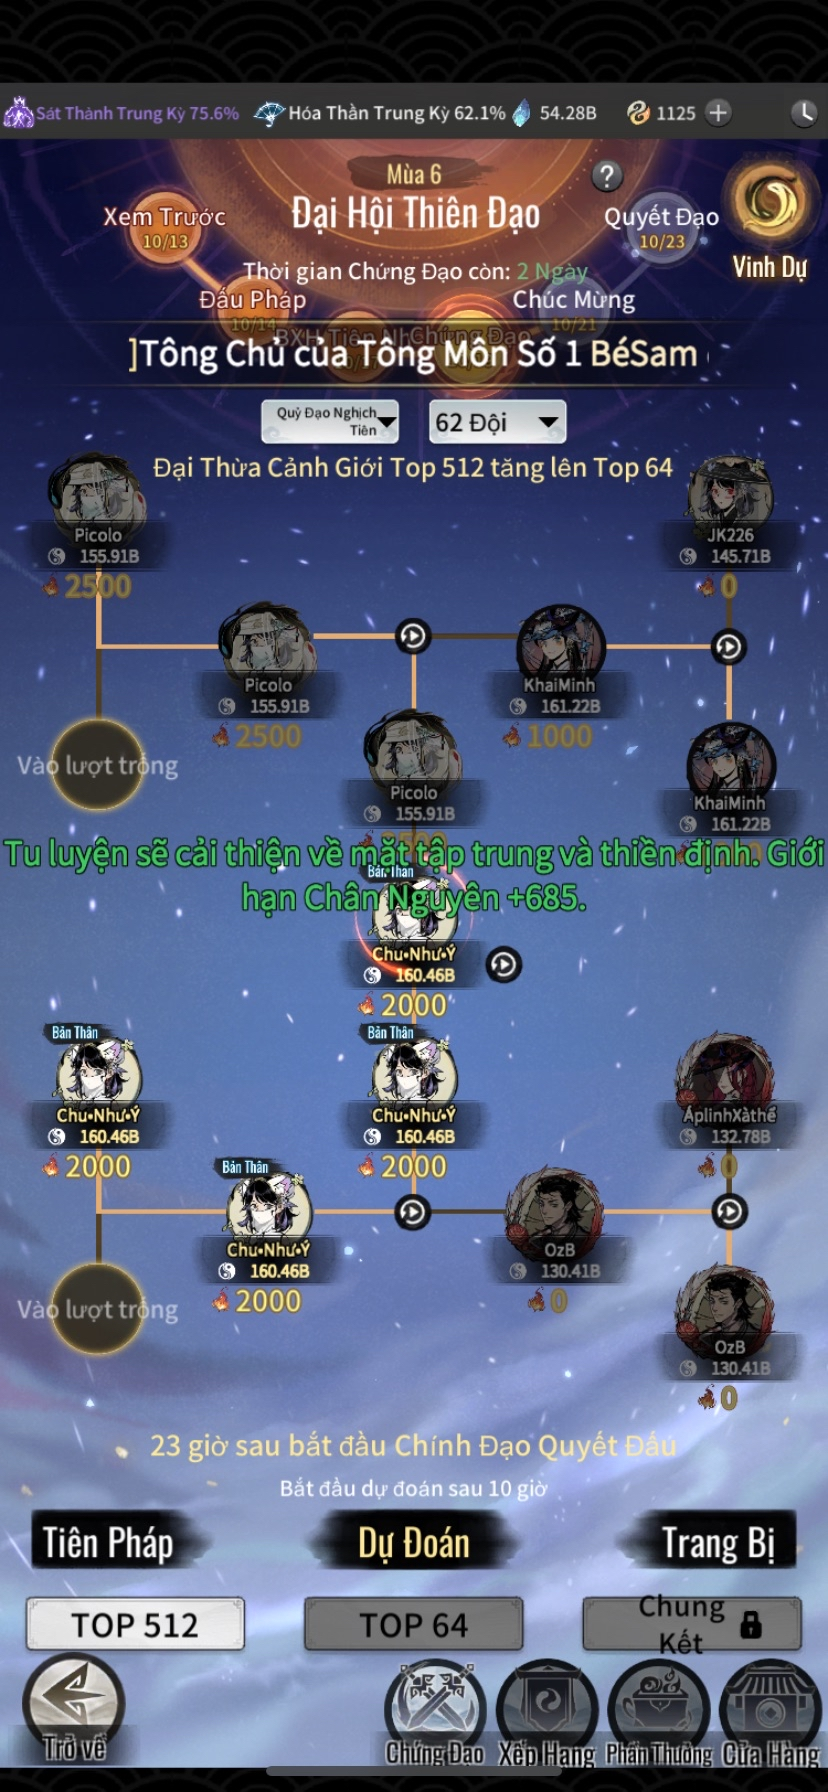 Sát Thành Trung Kỳ 75.6% Hóa Thần Trung Kỳ 62.1% 54.28B 1125
Mùa 6
Đại Hội Thiên Đạo
Xem Trước
10/13
Quyết Đạo
10/23
Vinh Dự
Thời gian Chứng Đạo còn: 2 Ngày
Đấu Pháp
10/14
Chúc Mừng
10/21
Chứng Đạo
]Tông Chủ của Tông Môn Số 1 BéSam
Quỷ Đạo Nghịch Tiên
62 Đội
Đại Thừa Cảnh Giới Top 512 tăng lên Top 64
Picolo
155.91B
2500
JK226
145.71B
0
Picolo
155.91B
2500
KhaiMinh
161.22B
1000
Vào lượt trống
Picolo
155.91B
KhaiMinh
161.22B
Tu luyện sẽ cải thiện về mặt tập trung và thiền định. Giới
hạn Chân Nguyên +685.
Bản Thân
Chu•Như•Ý
160.46B
2000
Bản Thân
Chu•Như•Ý
160.46B
2000
Bản Thân
Chu•Như•Ý
160.46B
2000
ÁplinhXàthể
132.78B
0
Bản Thân
Chu•Như•Ý
160.46B
2000
OzB
130.41B
0
Vào lượt trống
OzB
130.41B
0
23 giờ sau bắt đầu Chính Đạo Quyết Đấu
Bắt đầu dự đoán sau 10 giờ
Tiên Pháp
Dự Đoán
Trang Bị
TOP 512
TOP 64
Chung
Kết
Trở về
Chứng Đạo
Xếp Hạng
Phần Thưởng
Cửa Hàng